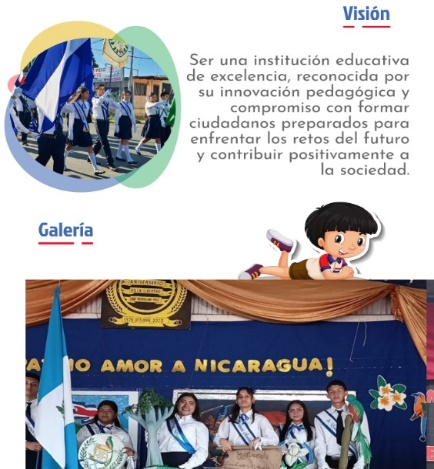 Visión
Ser una institución educativa
de excelencia, reconocida por
su innovación pedagógica y
compromiso con formar
ciudadanos preparados para
enfrentar los retos del futuro
y contribuir positivamente a
la sociedad.
Galería
ANIVERSARIO
AMOR A NICARAGUA!